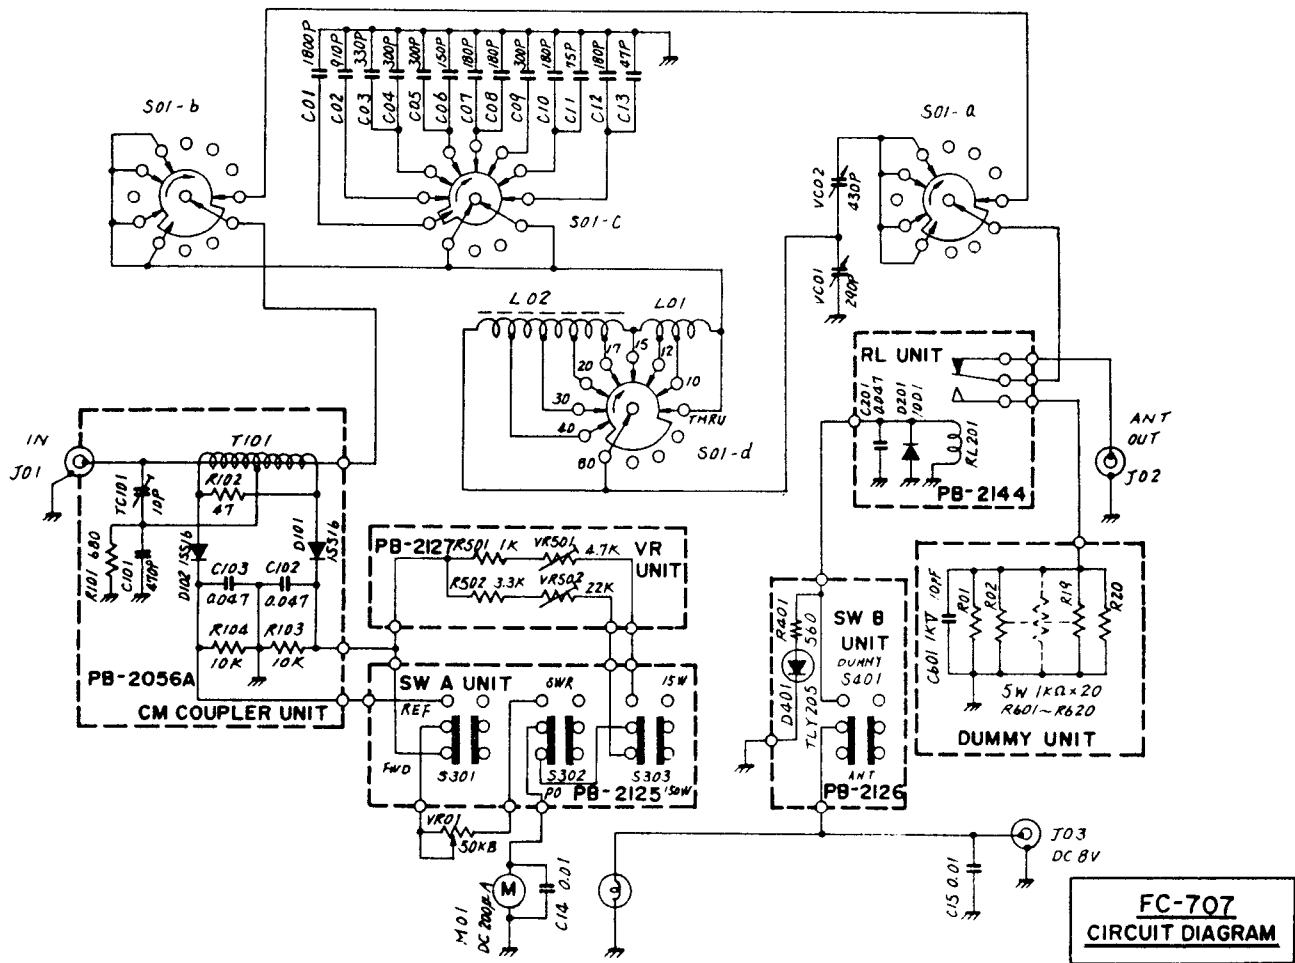 1800P
910P
330P
300P
300P
150P
180P
180P
300P
180P
75P
180P
47P
C01
C02
C03
C04
C05
C06
C07
C08
C09
C10
C11
C12
C13
S01-b
S01-C
S01-a
VC02
430P
VC01
290P
L02
L01
17
15
12
20
10
30
THRU
40
80
S01-d
RL UNIT
C201
0.047
D201
10D1
RL201
PB-2144
ANT
OUT
J02
IN
J01
T101
R102
47
TC101
10P
R101 680
C101
470P
D102 1SS16
D101
1SS16
C103
0.047
C102
0.047
R104
10K
R103
10K
PB-2056A
CM COUPLER UNIT
PB-2127
R501 1K
VR501
4.7K
VR
UNIT
R502 3.3K
VR502
22K
SW A UNIT
REF
SWR
15W
FWD
S301
S302
PO
S303
PB-2125
150W
VR01
50KB
M
M01
DC 200μA
C14 0.01
R401
560
SW B
UNIT
DUMMY
S401
D401
TLY205
ANT
PB-2126
C601 1KV 10PF
R01
R02
R19
R20
5W 1KΩ×20
R601~R620
DUMMY UNIT
J03
DC 8V
C15 0.01
FC-707
CIRCUIT DIAGRAM